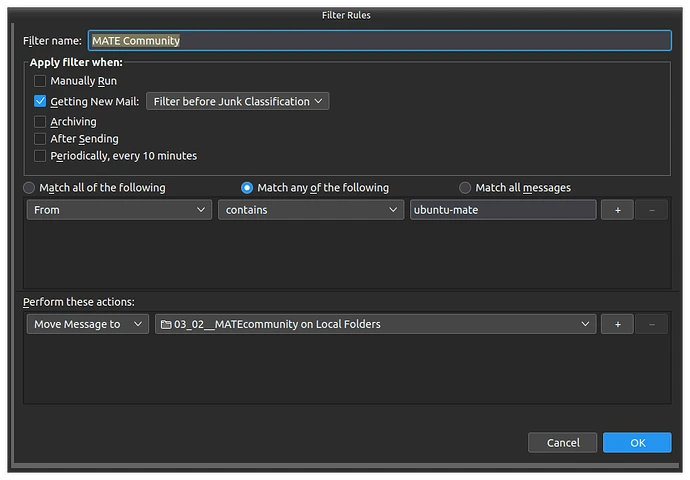 Filter Rules
Filter name: MATE Community
Apply filter when:
Manually Run
Getting New Mail: Filter before Junk Classification
Archiving
After Sending
Periodically, every 10 minutes
Match all of the following Match any of the following Match all messages
From contains ubuntu-mate + −
Perform these actions:
Move Message to 03_02__MATEcommunity on Local Folders + −
Cancel OK